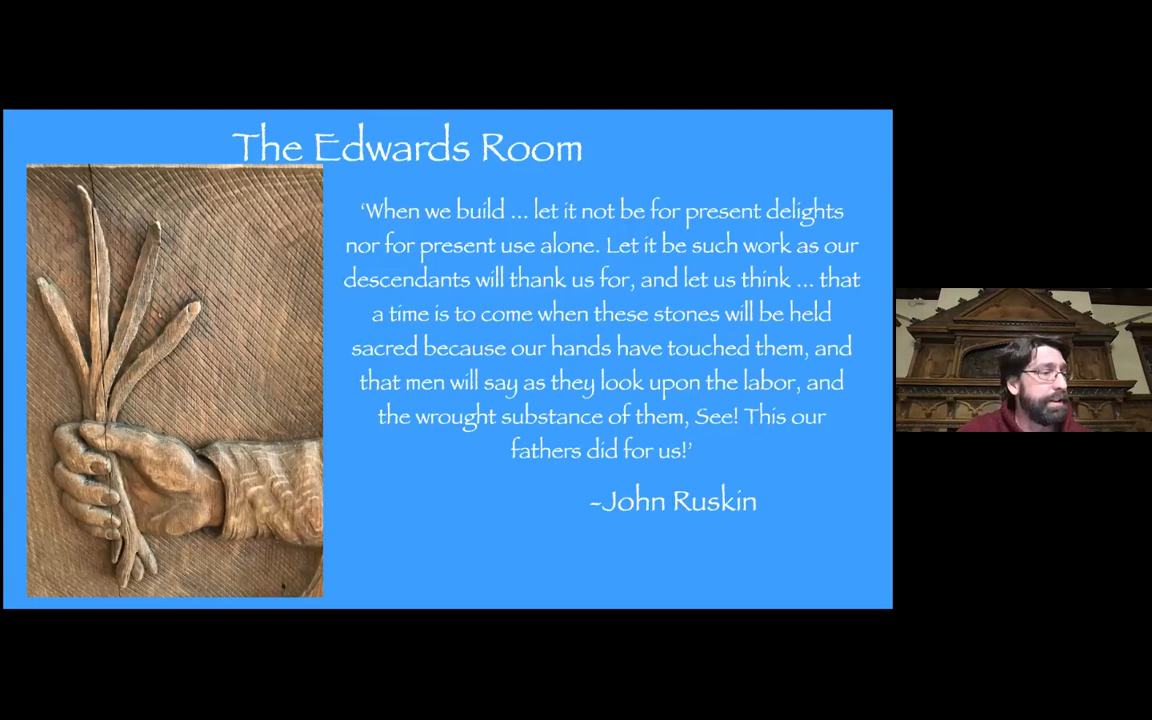 The Edwards Room
‘When we build ... let it not be for present delights
nor for present use alone. Let it be such work as our
descendants will thank us for, and let us think ... that
a time is to come when these stones will be held
sacred because our hands have touched them, and
that men will say as they look upon the labor, and
the wrought substance of them, See! This our
fathers did for us!’
-John Ruskin